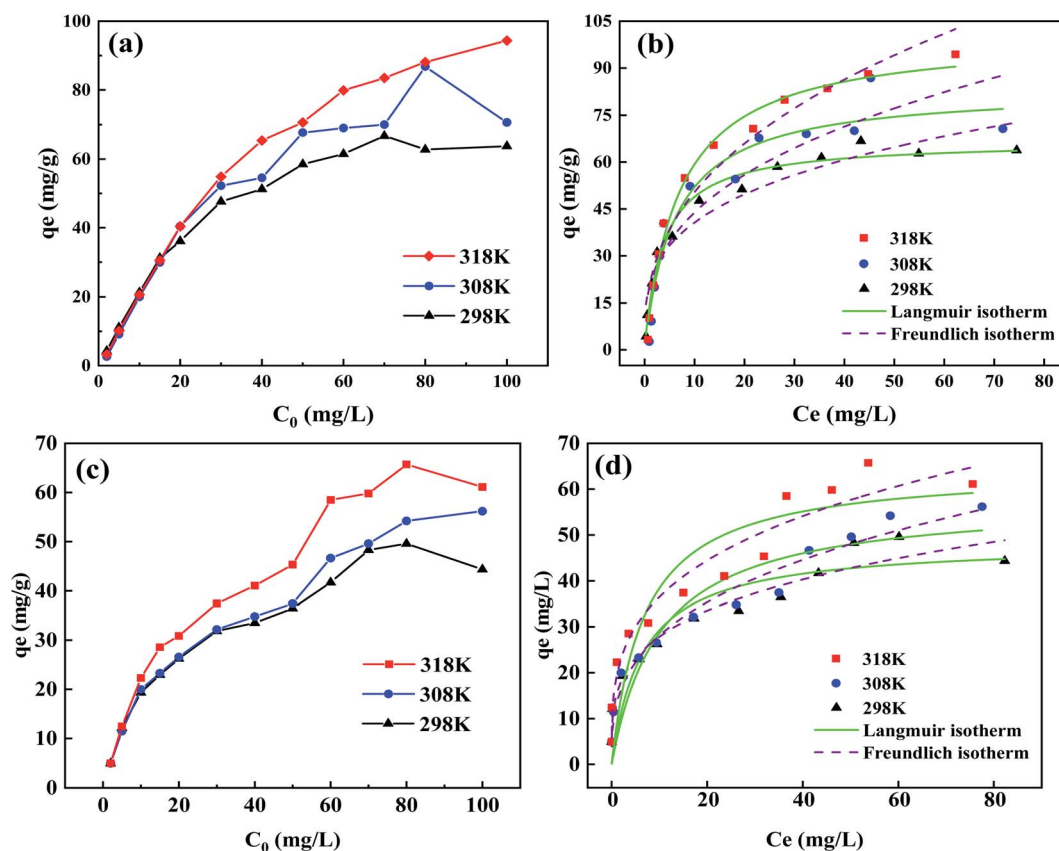 (a)
100
80
60
40
20
0
qe (mg/g)
318K
308K
298K
0 20 40 60 80 100
C0 (mg/L)
(b)
105
90
75
60
45
30
15
0
qe (mg/g)
318K
308K
298K
Langmuir isotherm
Freundlich isotherm
0 10 20 30 40 50 60 70 80
Ce (mg/L)
(c)
70
60
50
40
30
20
10
0
qe (mg/g)
318K
308K
298K
0 20 40 60 80 100
C0 (mg/L)
(d)
70
60
50
40
30
20
10
0
qe (mg/L)
318K
308K
298K
Langmuir isotherm
Freundlich isotherm
0 20 40 60 80
Ce (mg/L)